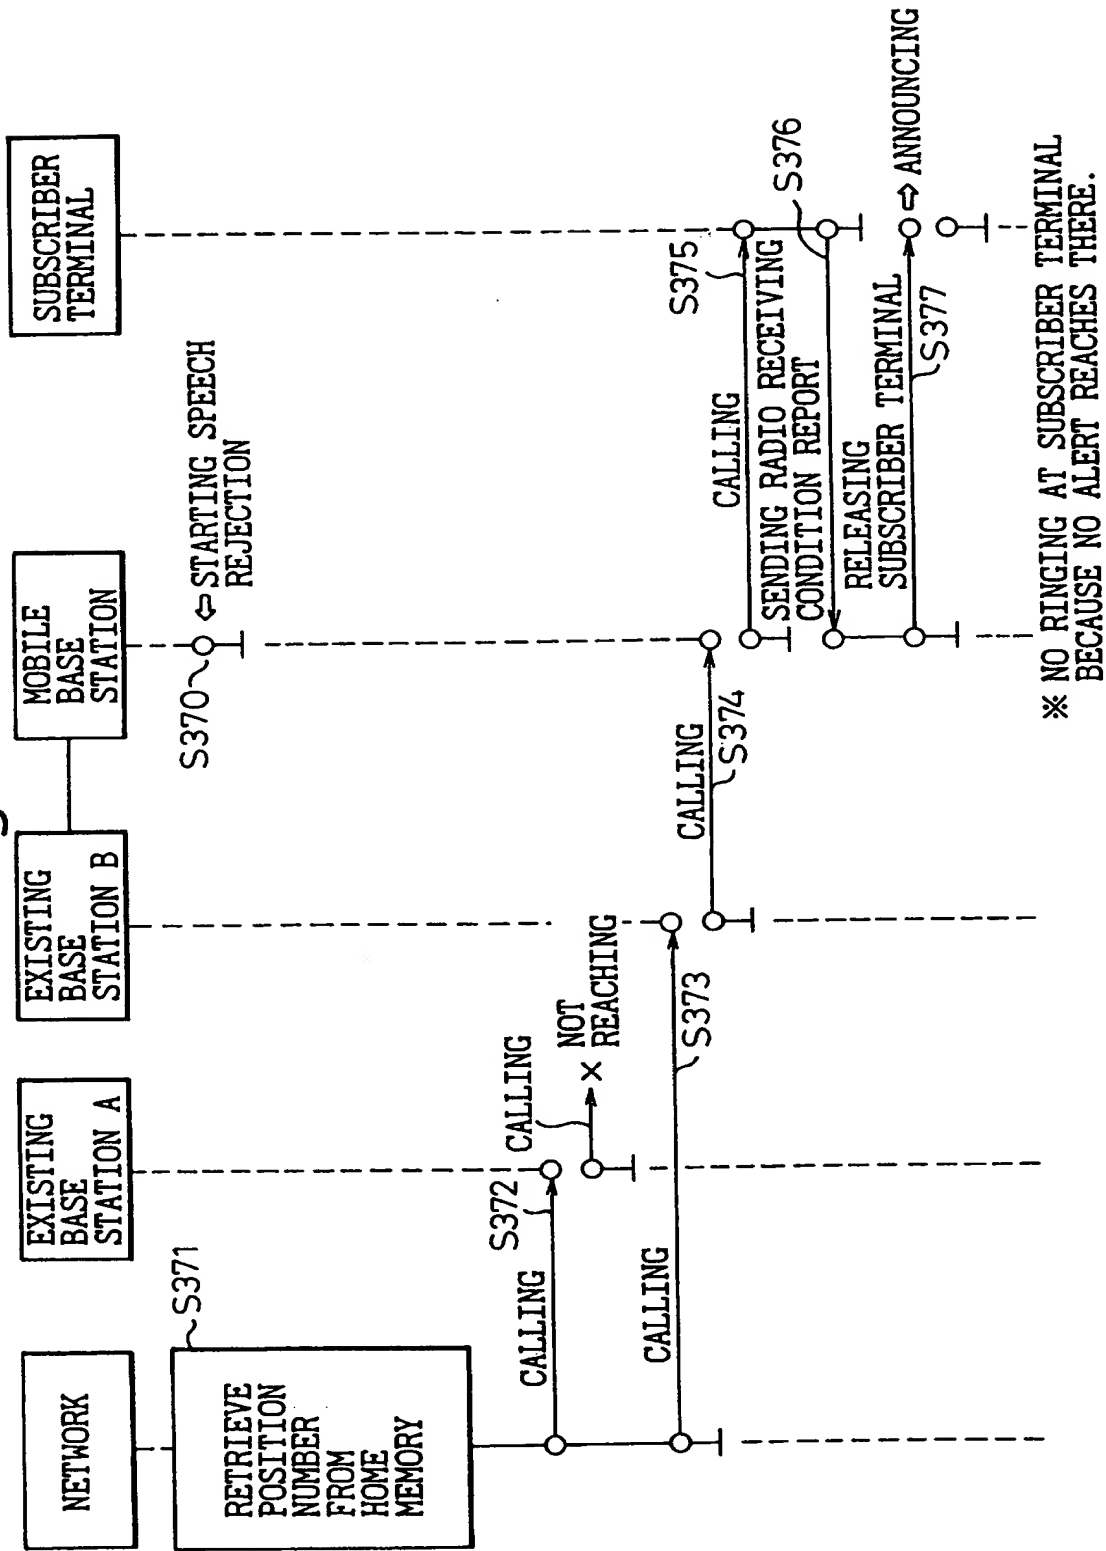 NETWORK
EXISTING
BASE
STATION A
EXISTING
BASE
STATION B
MOBILE
BASE
STATION
SUBSCRIBER
TERMINAL
S370
⇦ STARTING SPEECH
REJECTION
S371
RETRIEVE
POSITION
NUMBER
FROM
HOME
MEMORY
CALLING
S372
CALLING
× NOT
REACHING
CALLING
S373
CALLING
S374
CALLING
S375
SENDING RADIO RECEIVING
CONDITION REPORT
S376
RELEASING
SUBSCRIBER TERMINAL
S377
⇨ ANNOUNCING
※ NO RINGING AT SUBSCRIBER TERMINAL
BECAUSE NO ALERT REACHES THERE.